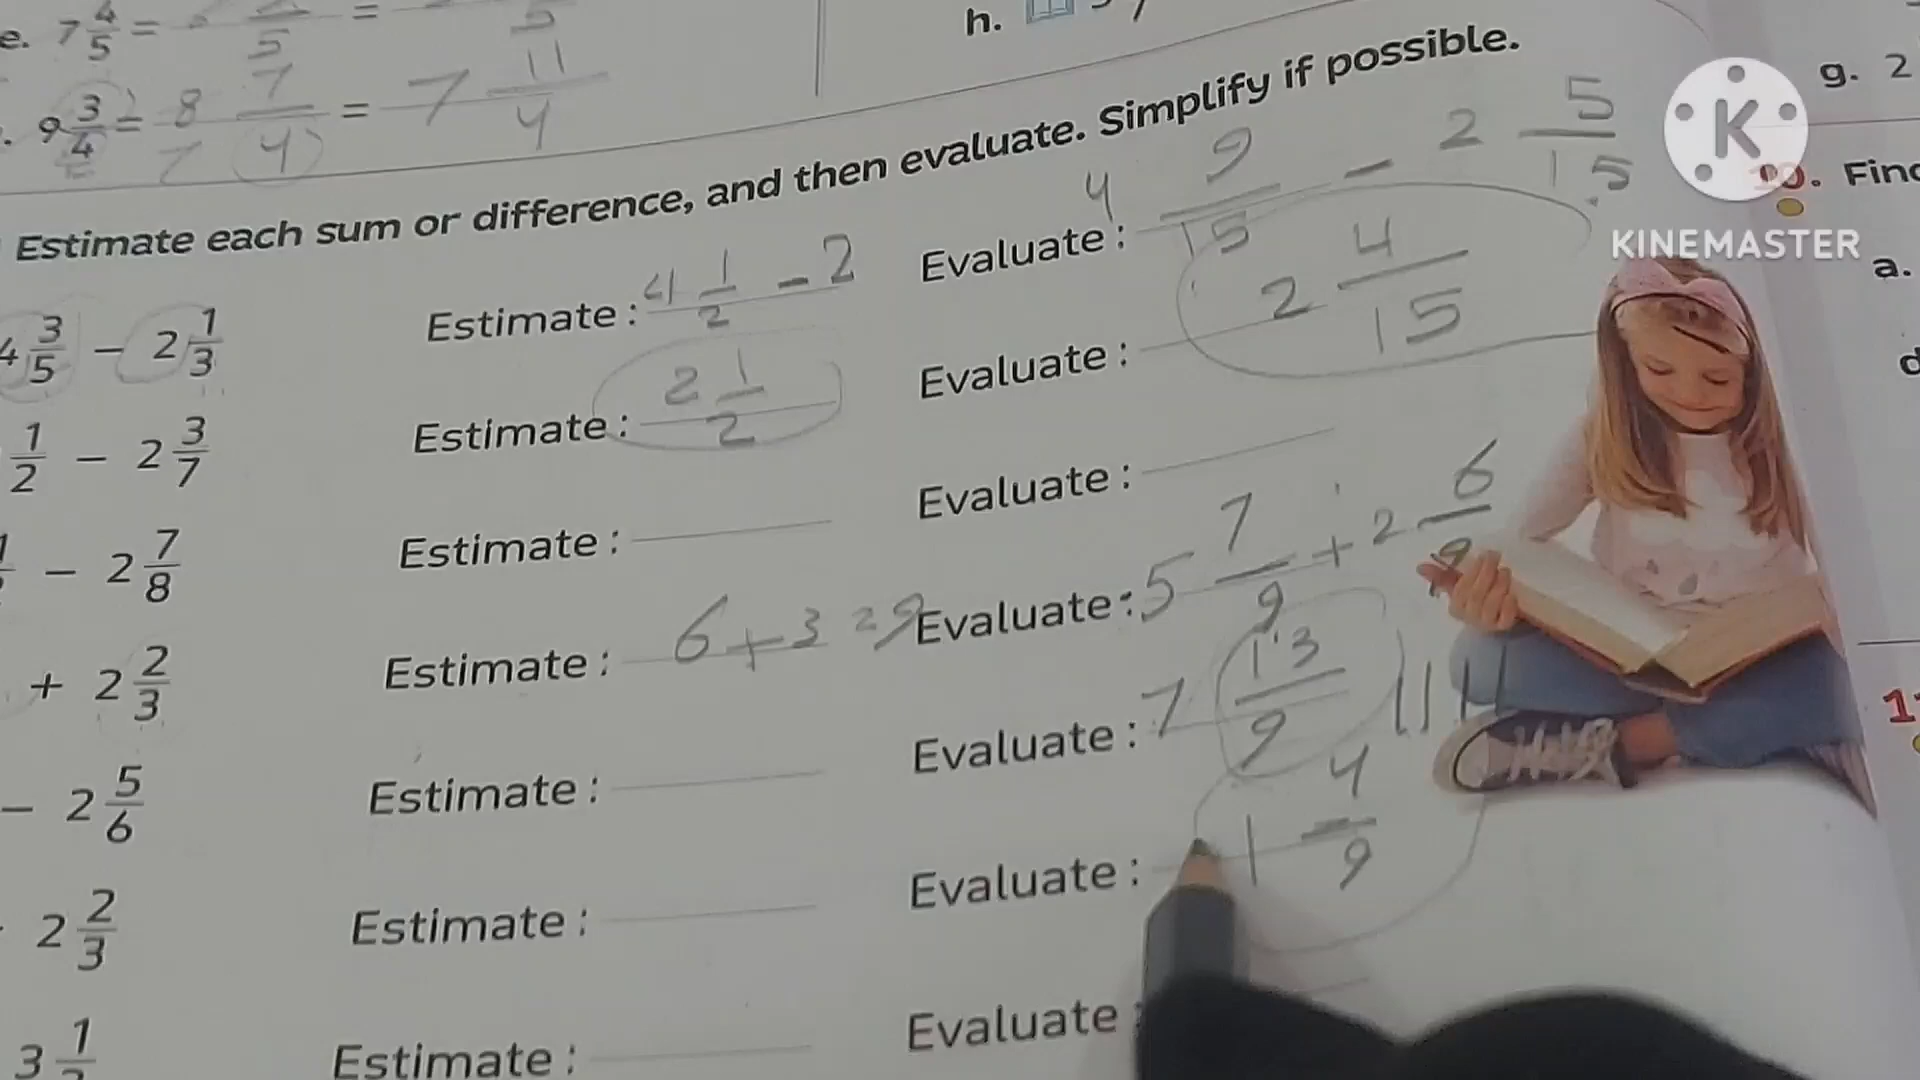 e. 7 4/5 = 5 = 5
9 3/4 = 8 7/4 = 7 11/4
h.
g. 2
KINEMASTER
Estimate each sum or difference, and then evaluate. Simplify if possible.
10. Find
a.
4 3/5 − 2 1/3 Estimate : 4 1/2 − 2 Evaluate : 4 9/15 − 2 5/15
1/2 − 2 3/7 Estimate : 2 1/2 Evaluate : 2 4/15
− 2 7/8 Estimate : Evaluate :
+ 2 2/3 Estimate : 6 + 3 = 9 Evaluate : 5 7/9 + 2 6/9
− 2 5/6 Estimate : Evaluate : 7 13/9
2 2/3 Estimate : Evaluate : 1 4/9
3 1 Estimate : Evaluate